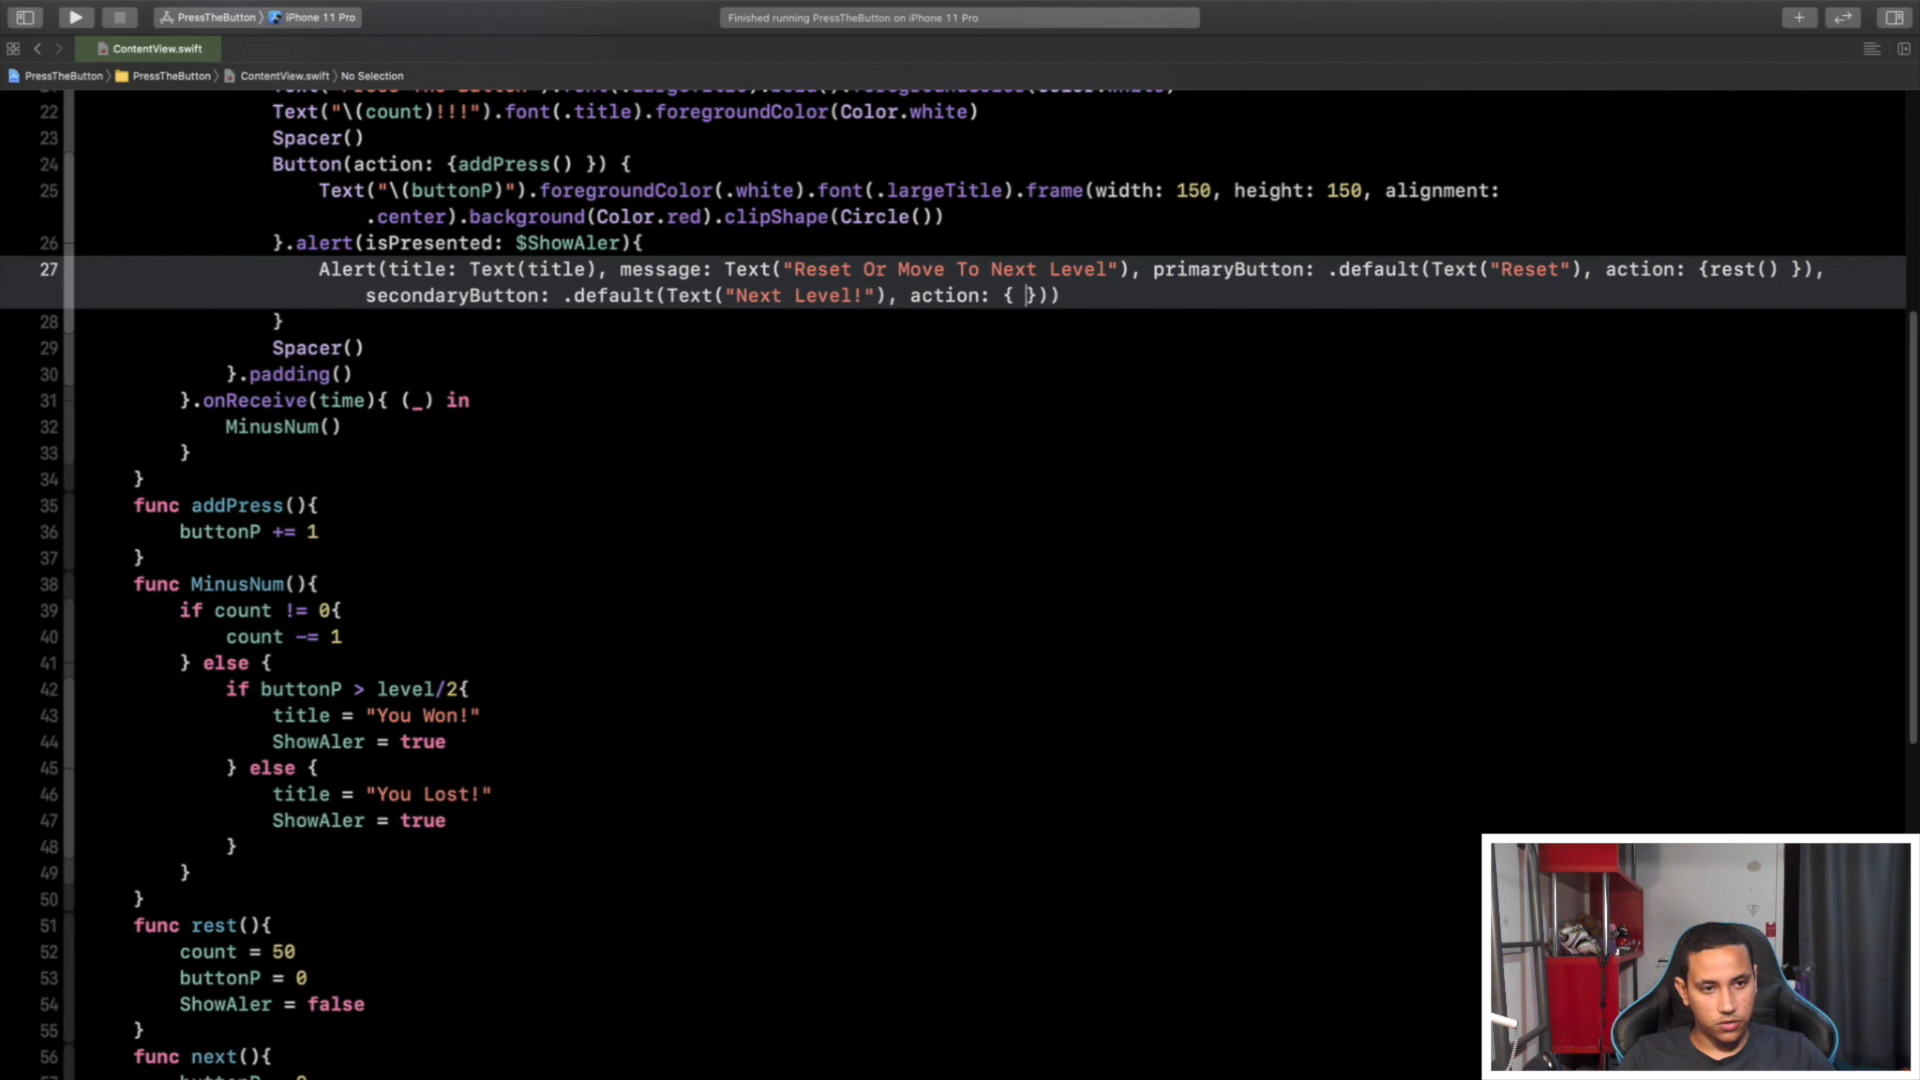 PressTheButton 〉 iPhone 11 Pro
Finished running PressTheButton on iPhone 11 Pro
ContentView.swift
PressTheButton 〉 PressTheButton 〉 ContentView.swift 〉 No Selection
22 Text("\(count)!!!").font(.title).foregroundColor(Color.white)
23 Spacer()
24 Button(action: {addPress() }) {
25 Text("\(buttonP)").foregroundColor(.white).font(.largeTitle).frame(width: 150, height: 150, alignment:
.center).background(Color.red).clipShape(Circle())
26 }.alert(isPresented: $ShowAler){
27 Alert(title: Text(title), message: Text("Reset Or Move To Next Level"), primaryButton: .default(Text("Reset"), action: {rest() }),
secondaryButton: .default(Text("Next Level!"), action: { }))
28 }
29 Spacer()
30 }.padding()
31 }.onReceive(time){ (_) in
32 MinusNum()
33 }
34 }
35 func addPress(){
36 buttonP += 1
37 }
38 func MinusNum(){
39 if count != 0{
40 count -= 1
41 } else {
42 if buttonP > level/2{
43 title = "You Won!"
44 ShowAler = true
45 } else {
46 title = "You Lost!"
47 ShowAler = true
48 }
49 }
50 }
51 func rest(){
52 count = 50
53 buttonP = 0
54 ShowAler = false
55 }
56 func next(){